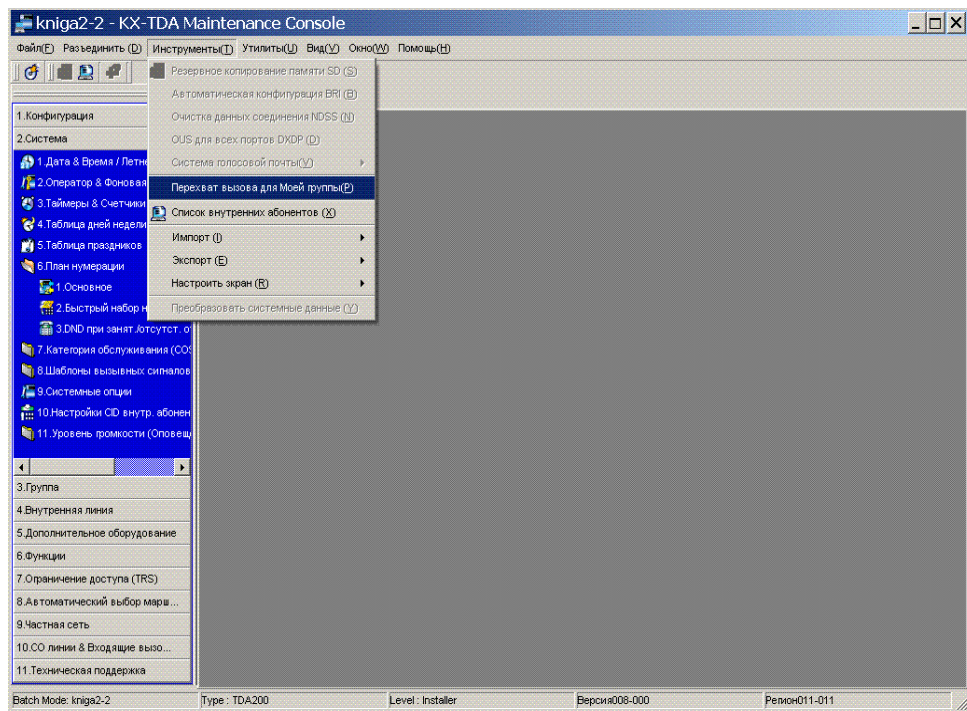 kniga2-2 - KX-TDA Maintenance Console
Файл(F) Разъединить (D) Инструменты(T) Утилиты(U) Вид(V) Окно(W) Помощь(H)
Резервное копирование памяти SD (S)
Автоматическая конфигурация BRI (B)
Очистка данных соединения NDSS (N)
OUS для всех портов DXDP (D)
Система голосовой почты(V)
Перехват вызова для Моей группы(P)
Список внутренних абонентов (X)
Импорт (I)
Экспорт (E)
Настроить экран (R)
Преобразовать системные данные (Y)
1.Конфигурация
2.Система
1.Дата & Время / Летне
2.Оператор & Фоновая
3.Таймеры & Счетчики
4.Таблица дней недели
5.Таблица праздников
6.План нумерации
1.Основное
2.Быстрый набор н
3.DND при занят./отсутст. о
7.Категория обслуживания (COS
8.Шаблоны вызывных сигналов
9.Системные опции
10.Настройки CID внутр. абонен
11.Уровень громкости (Оповещ
3.Группа
4.Внутренняя линия
5.Дополнительное оборудование
6.Функции
7.Ограничение доступа (TRS)
8.Автоматический выбор марш...
9.Частная сеть
10.CO линии & Входящие вызо...
11.Техническая поддержка
Batch Mode: kniga2-2 Type : TDA200 Level : Installer Версия008-000 Регион011-011